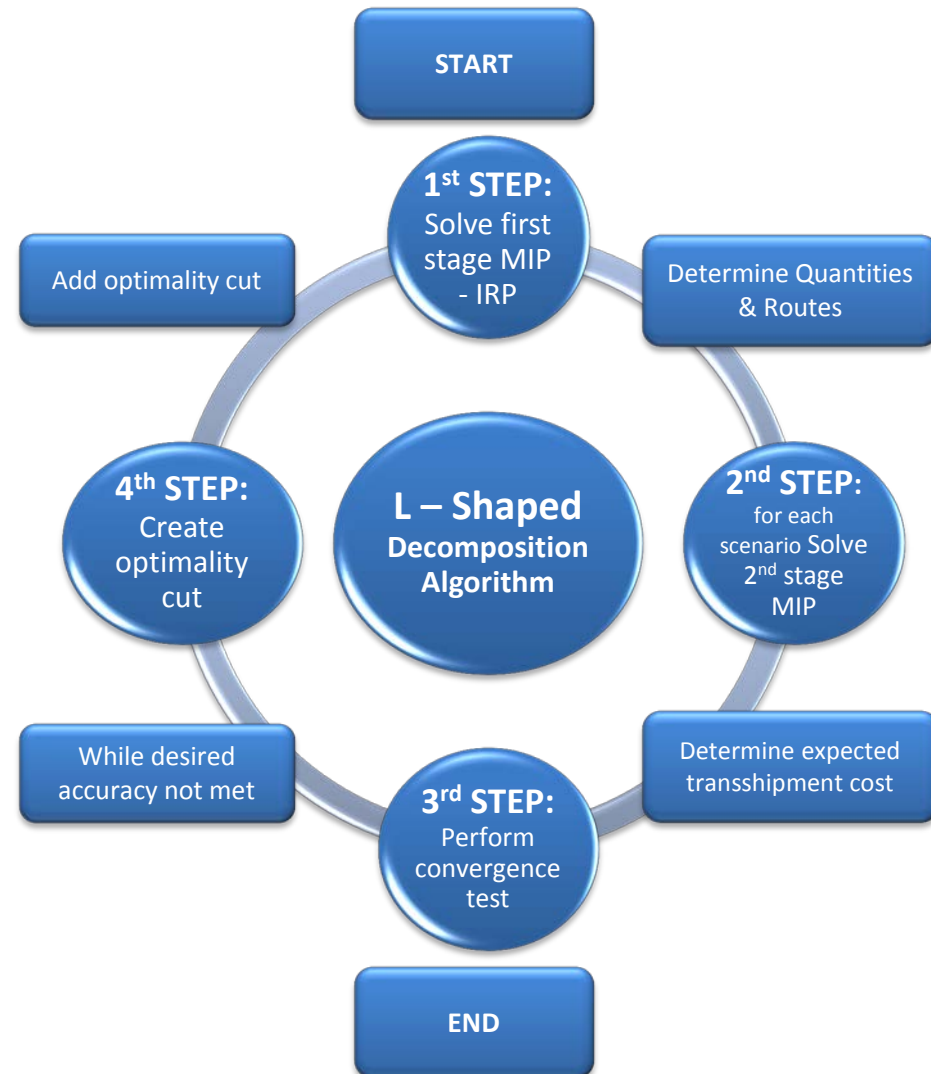 START
1st STEP:
Solve first
stage MIP
- IRP
Add optimality cut
Determine Quantities
& Routes
4th STEP:
Create
optimality
cut
L – Shaped
Decomposition
Algorithm
2nd STEP:
for each
scenario Solve
2nd stage
MIP
While desired
accuracy not met
3rd STEP:
Perform
convergence
test
Determine expected
transshipment cost
END